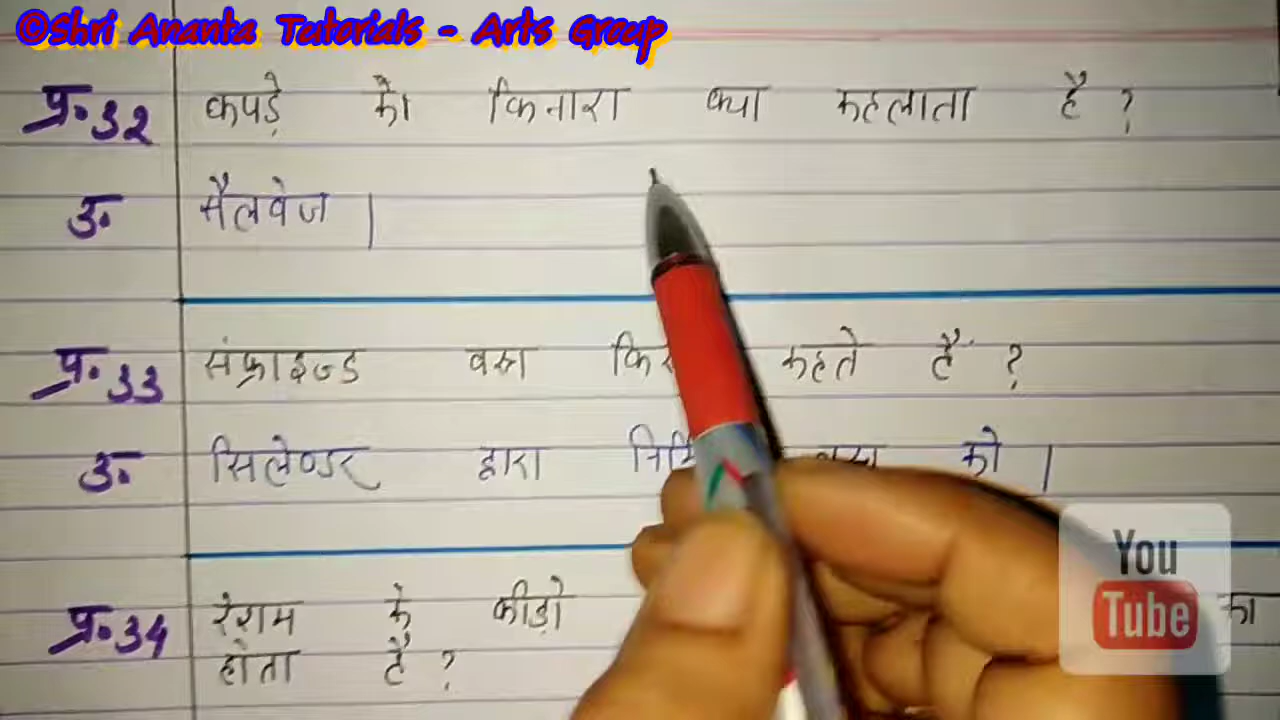 ©Shri Ananta Tutorials - Arts Group
प्र.32 कपड़े का किनारा क्या कहलाता है ?
उ. सैलवेज ।
प्र.33 संफ्राइज्ड वस्त्र कहते हैं ?
उ. सिलेण्डर द्वारा को ।
प्र.34 रेशम के कीड़ो का
होता है ?
You
Tube